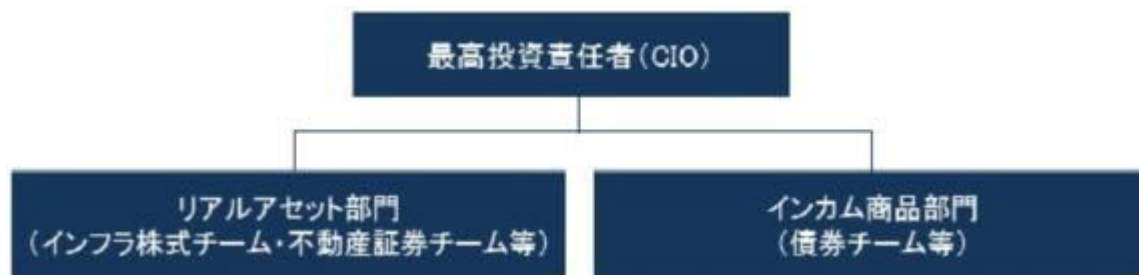 最高投資責任者(CIO)
リアルアセット部門
(インフラ株式チーム・不動産証券チーム等)
インカム商品部門
(債券チーム等)